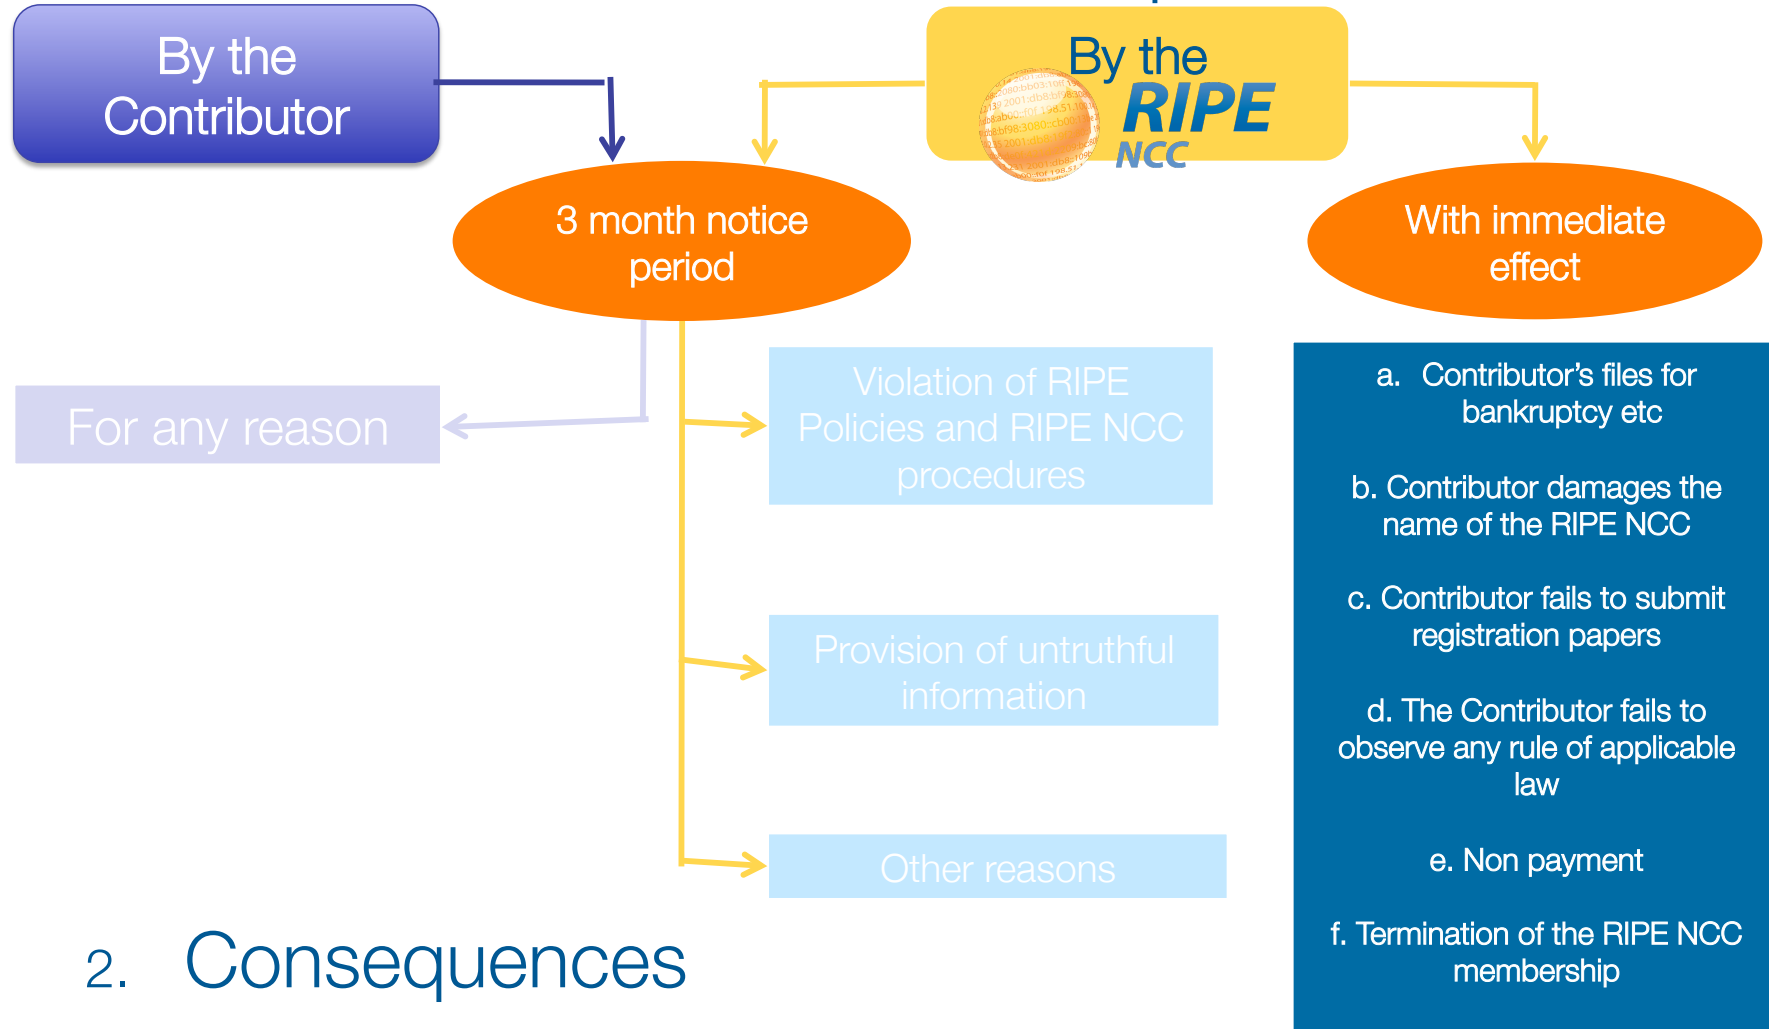 By the
Contributor
By the
RIPE
NCC
3 month notice
period
With immediate
effect
For any reason
Violation of RIPE
Policies and RIPE NCC
procedures
Provision of untruthful
information
Other reasons
a. Contributor's files for
bankruptcy etc
b. Contributor damages the
name of the RIPE NCC
c. Contributor fails to submit
registration papers
d. The Contributor fails to
observe any rule of applicable
law
e. Non payment
f. Termination of the RIPE NCC
membership
2. Consequences